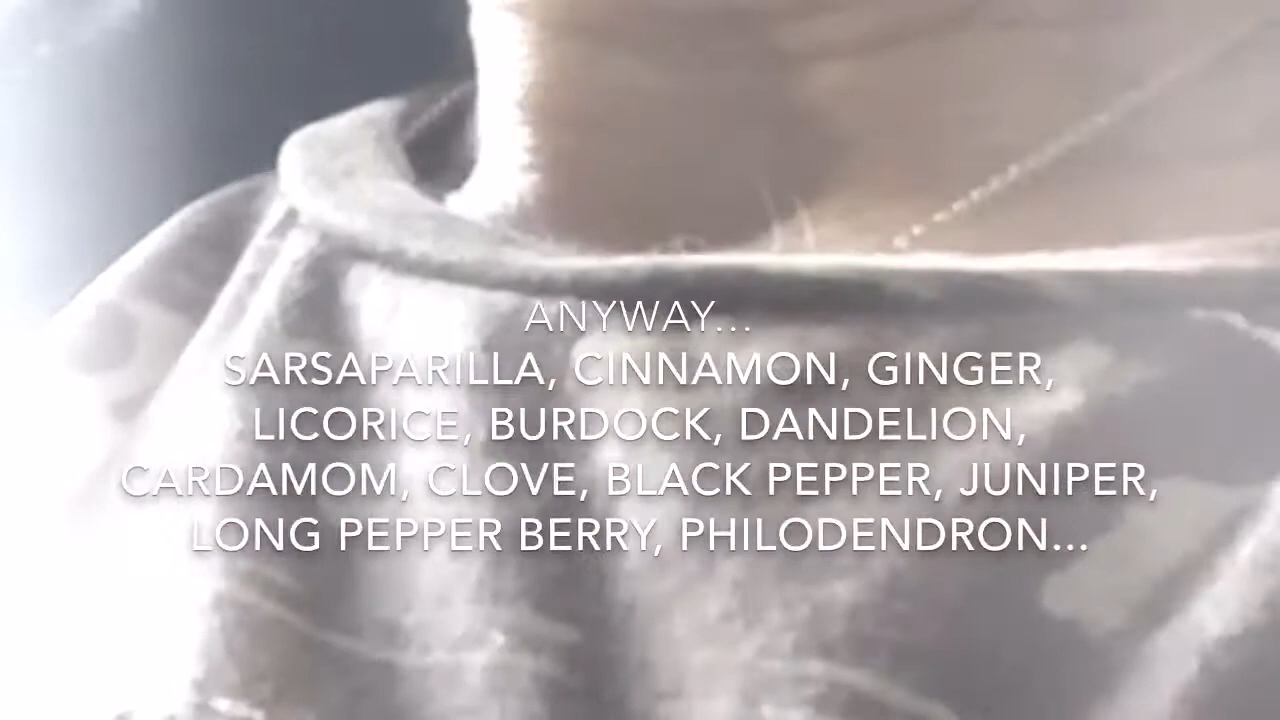 ANYWAY...
SARSAPARILLA, CINNAMON, GINGER,
LICORICE, BURDOCK, DANDELION,
CARDAMOM, CLOVE, BLACK PEPPER, JUNIPER,
LONG PEPPER BERRY, PHILODENDRON...